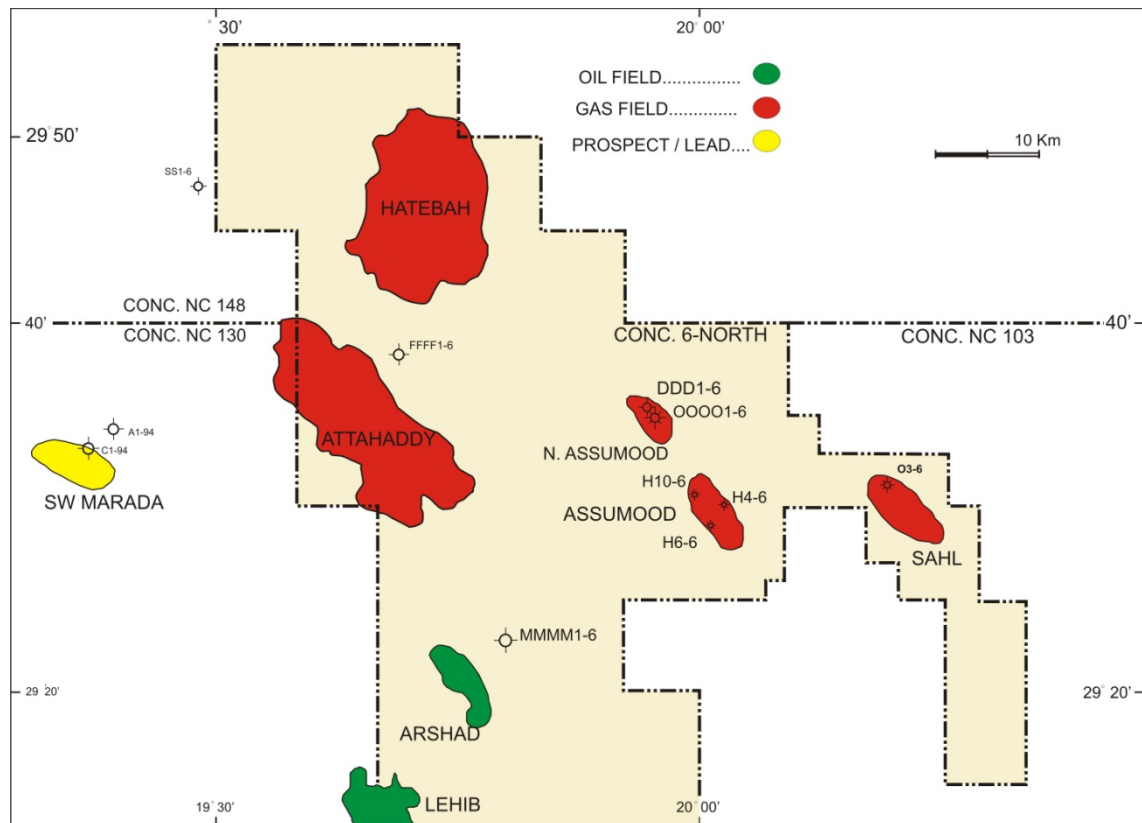 ° 30'
20° 00'
OIL FIELD................
GAS FIELD..............
PROSPECT / LEAD....
29° 50'
10 Km
SS1-6
HATEBAH
CONC. NC 148
40'
CONC. NC 130
CONC. 6-NORTH
CONC. NC 103
40'
FFFF1-6
DDD1-6
OOOO1-6
A1-94
C1-94
ATTAHADDY
N. ASSUMOOD
SW MARADA
H10-6
H4-6
O3-6
ASSUMOOD
H6-6
SAHL
MMMM1-6
29° 20'
29° 20'
ARSHAD
LEHIB
19° 30'
20° 00'